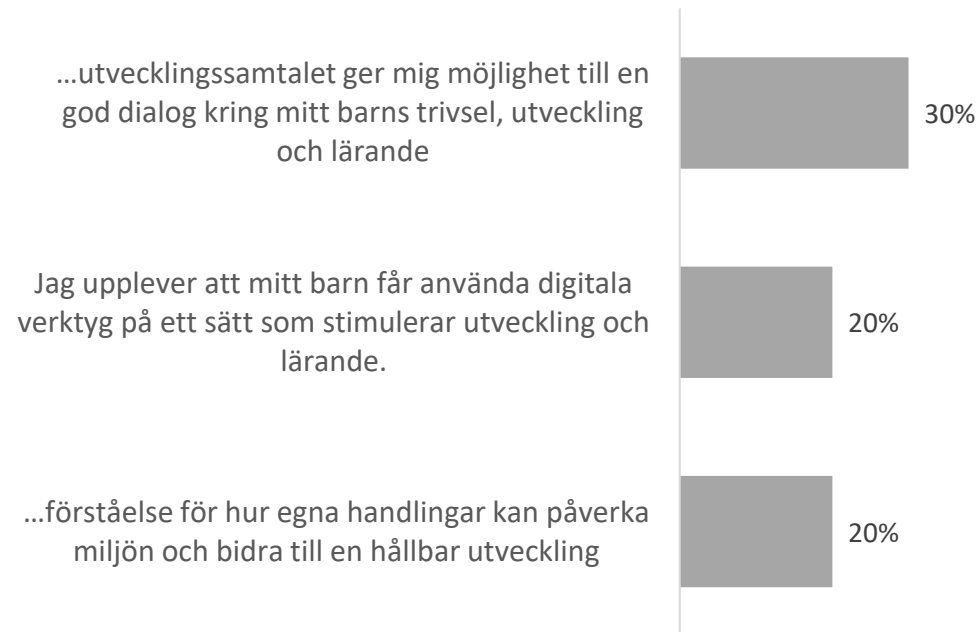 ...utvecklingssamtalet ger mig möjlighet till en
god dialog kring mitt barns trivsel, utveckling
och lärande
30%
Jag upplever att mitt barn får använda digitala
verktyg på ett sätt som stimulerar utveckling och
lärande.
20%
...förståelse för hur egna handlingar kan påverka
miljön och bidra till en hållbar utveckling
20%